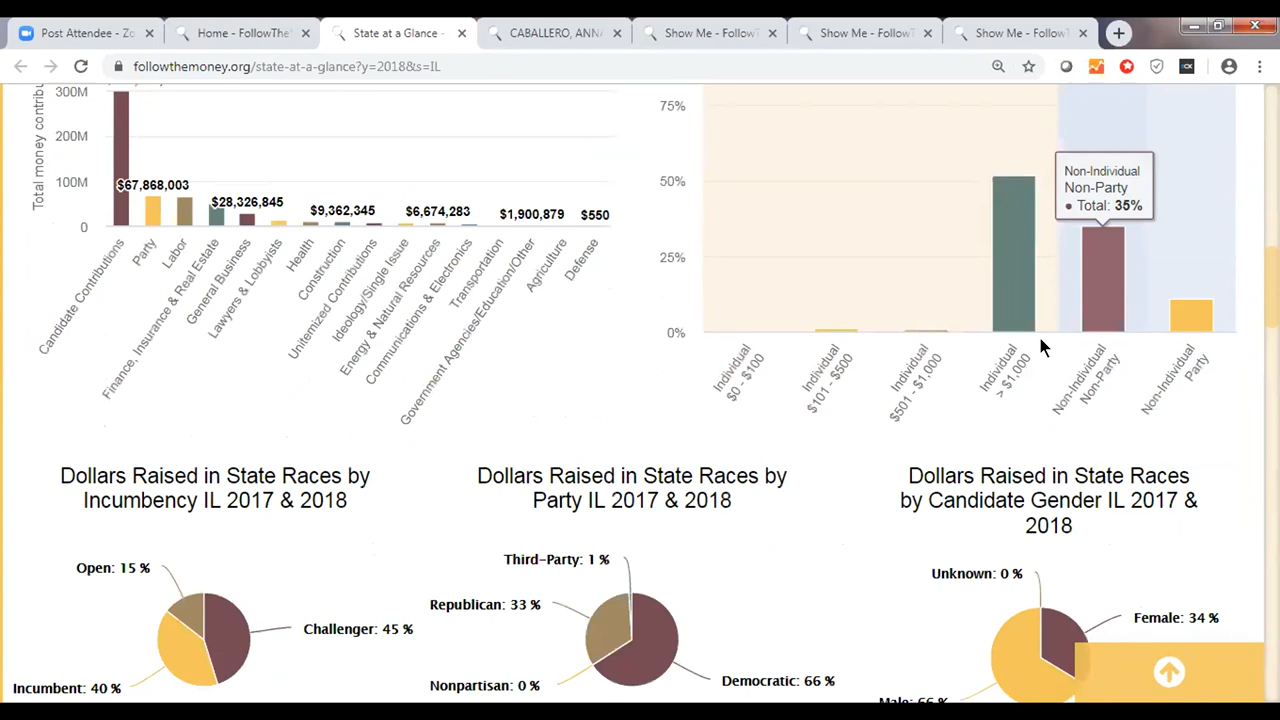 Post Attendee - Zo
Home - FollowThe
State at a Glance -
CABELLO, ANNA
Show Me - FollowT
Show Me - FollowT
Show Me - FollowT
followthemoney.org/state-at-a-glance?y=2018&s=IL
Total money contribu
300M
200M
100M
0
$67,868,003
$28,326,845
$9,362,345
$6,674,283
$1,900,879
$550
Candidate Contributions
Party
Labor
Finance, Insurance & Real Estate
General Business
Lawyers & Lobbyists
Health
Construction
Unitemized Contributions
Ideology/Single Issue
Energy & Natural Resources
Communications & Electronics
Transportation
Government Agencies/Education/Other
Agriculture
Defense
75%
50%
25%
0%
Non-Individual
Non-Party
Total: 35%
Individual
$0 - $100
Individual
$101 - $500
Individual
$501 - $1,000
Individual
> $1,000
Non-Individual
Non-Party
Non-Individual
Party
Dollars Raised in State Races by
Incumbency IL 2017 & 2018
Open: 15 %
Challenger: 45 %
Incumbent: 40 %
Dollars Raised in State Races by
Party IL 2017 & 2018
Third-Party: 1 %
Republican: 33 %
Nonpartisan: 0 %
Democratic: 66 %
Dollars Raised in State Races
by Candidate Gender IL 2017 &
2018
Unknown: 0 %
Female: 34 %
Male: 66 %